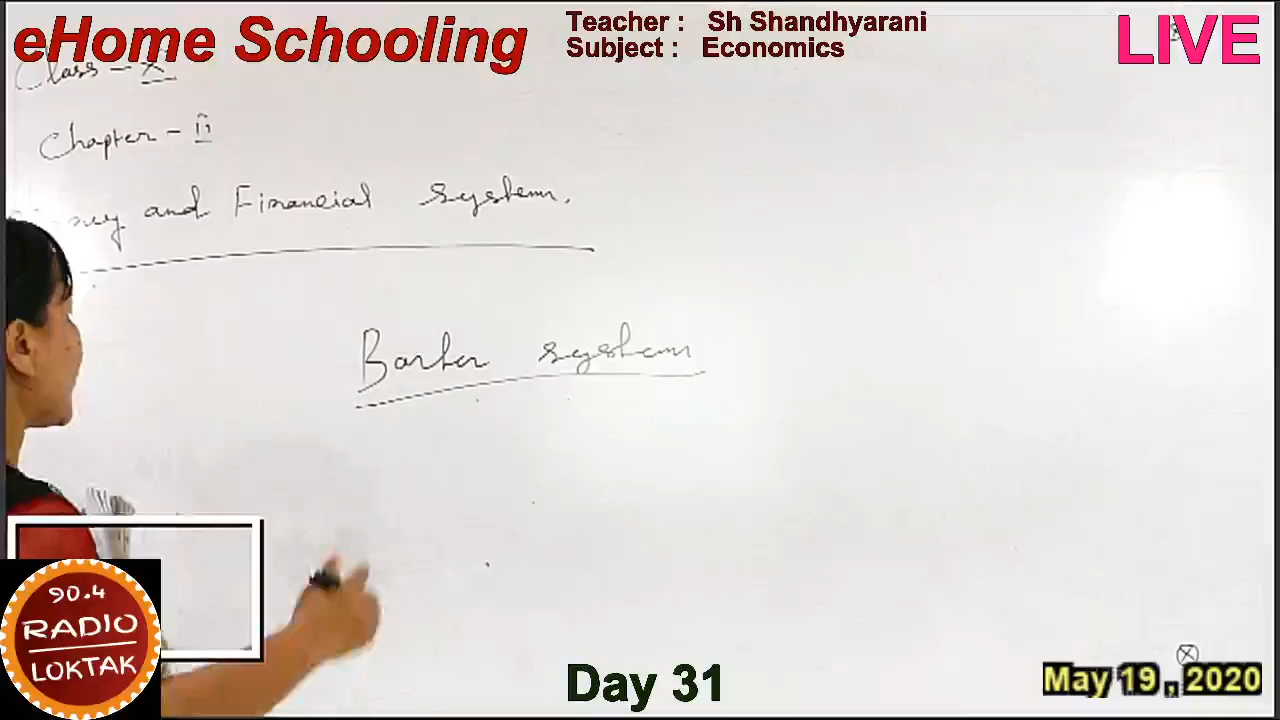 eHome Schooling
Teacher : Sh Shandhyarani
Subject : Economics
LIVE
Class - X
Chapter - II
and Financial system.
Barter system
90.4
RADIO
LOKTAK
Day 31
May 19 , 2020